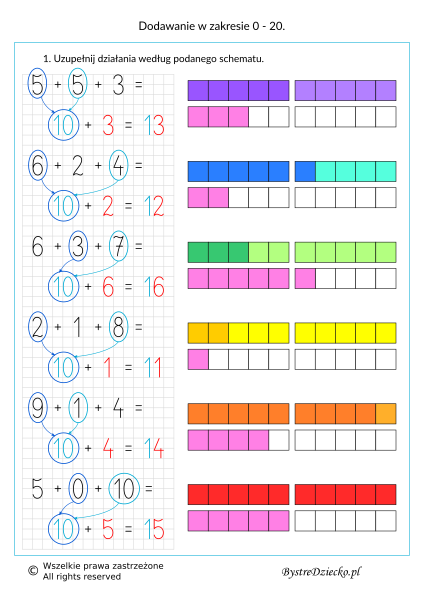 Dodawanie w zakresie 0 - 20.
1. Uzupełnij działania według podanego schematu.
5 + 5 + 3 =
10 + 3 = 13
6 + 2 + 4 =
10 + 2 = 12
6 + 3 + 7 =
10 + 6 = 16
2 + 1 + 8 =
10 + 1 = 11
9 + 1 + 4 =
10 + 4 = 14
5 + 0 + 10 =
10 + 5 = 15
© Wszelkie prawa zastrzeżone
All rights reserved
BystreDziecko.pl